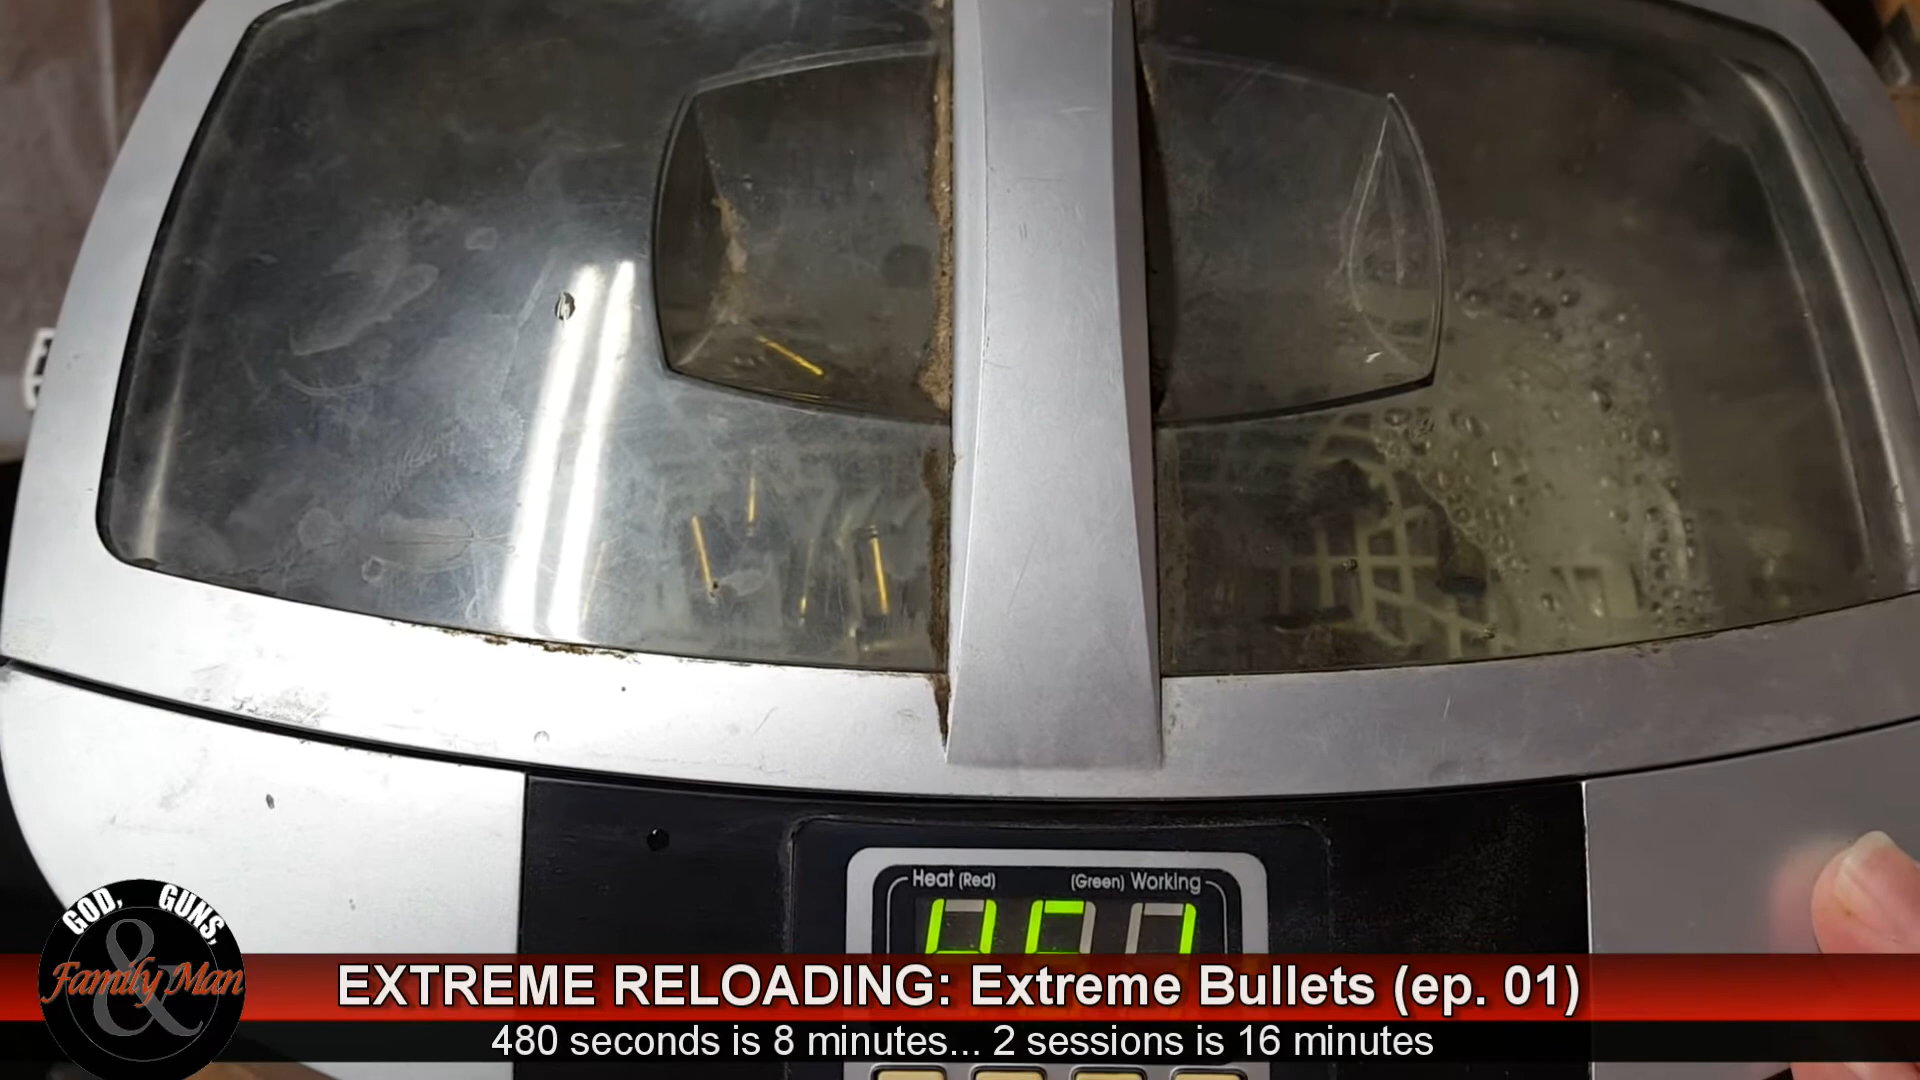 Heat (Red) (Green) Working
GOD, GUNS,
&
Family Man
EXTREME RELOADING: Extreme Bullets (ep. 01)
480 seconds is 8 minutes... 2 sessions is 16 minutes